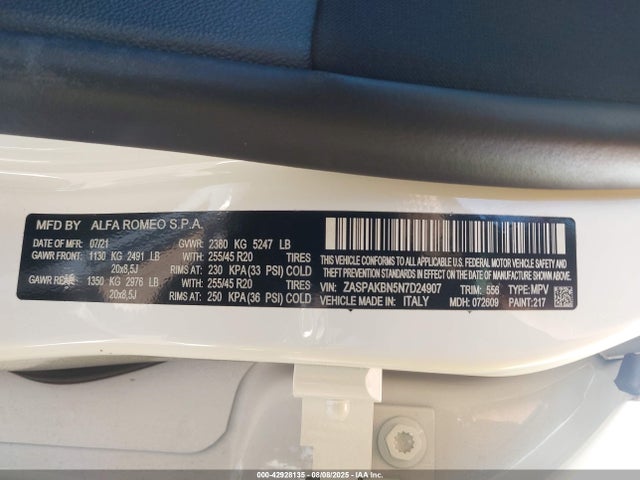 MFD BY ALFA ROMEO S.P.A.
DATE OF MFR: 07/21 GVWR: 2380 KG 5247 LB
GAWR FRONT: 1130 KG 2491 LB WITH: 255/45 R20 TIRES
20x8,5J RIMS AT: 230 KPA(33 PSI) COLD
GAWR REAR: 1350 KG 2976 LB WITH: 255/45 R20 TIRES
20x8,5J RIMS AT: 250 KPA(36 PSI) COLD
THIS VEHICLE CONFORMS TO ALL APPLICABLE U.S. FEDERAL MOTOR VEHICLE
SAFETY, BUMPER, AND THEFT PREVENTION STANDARDS IN EFFECT ON THE DATE OF MANUFACTURE SHOWN ABOVE.
VIN: ZASPAKBN5N7D24907 TRIM: 556 TYPE: MPV
VEHICLE MADE IN: ITALY MDH: 072609 PAINT: 217
000-42928135 - 08/08/2025 - IAAI.COM